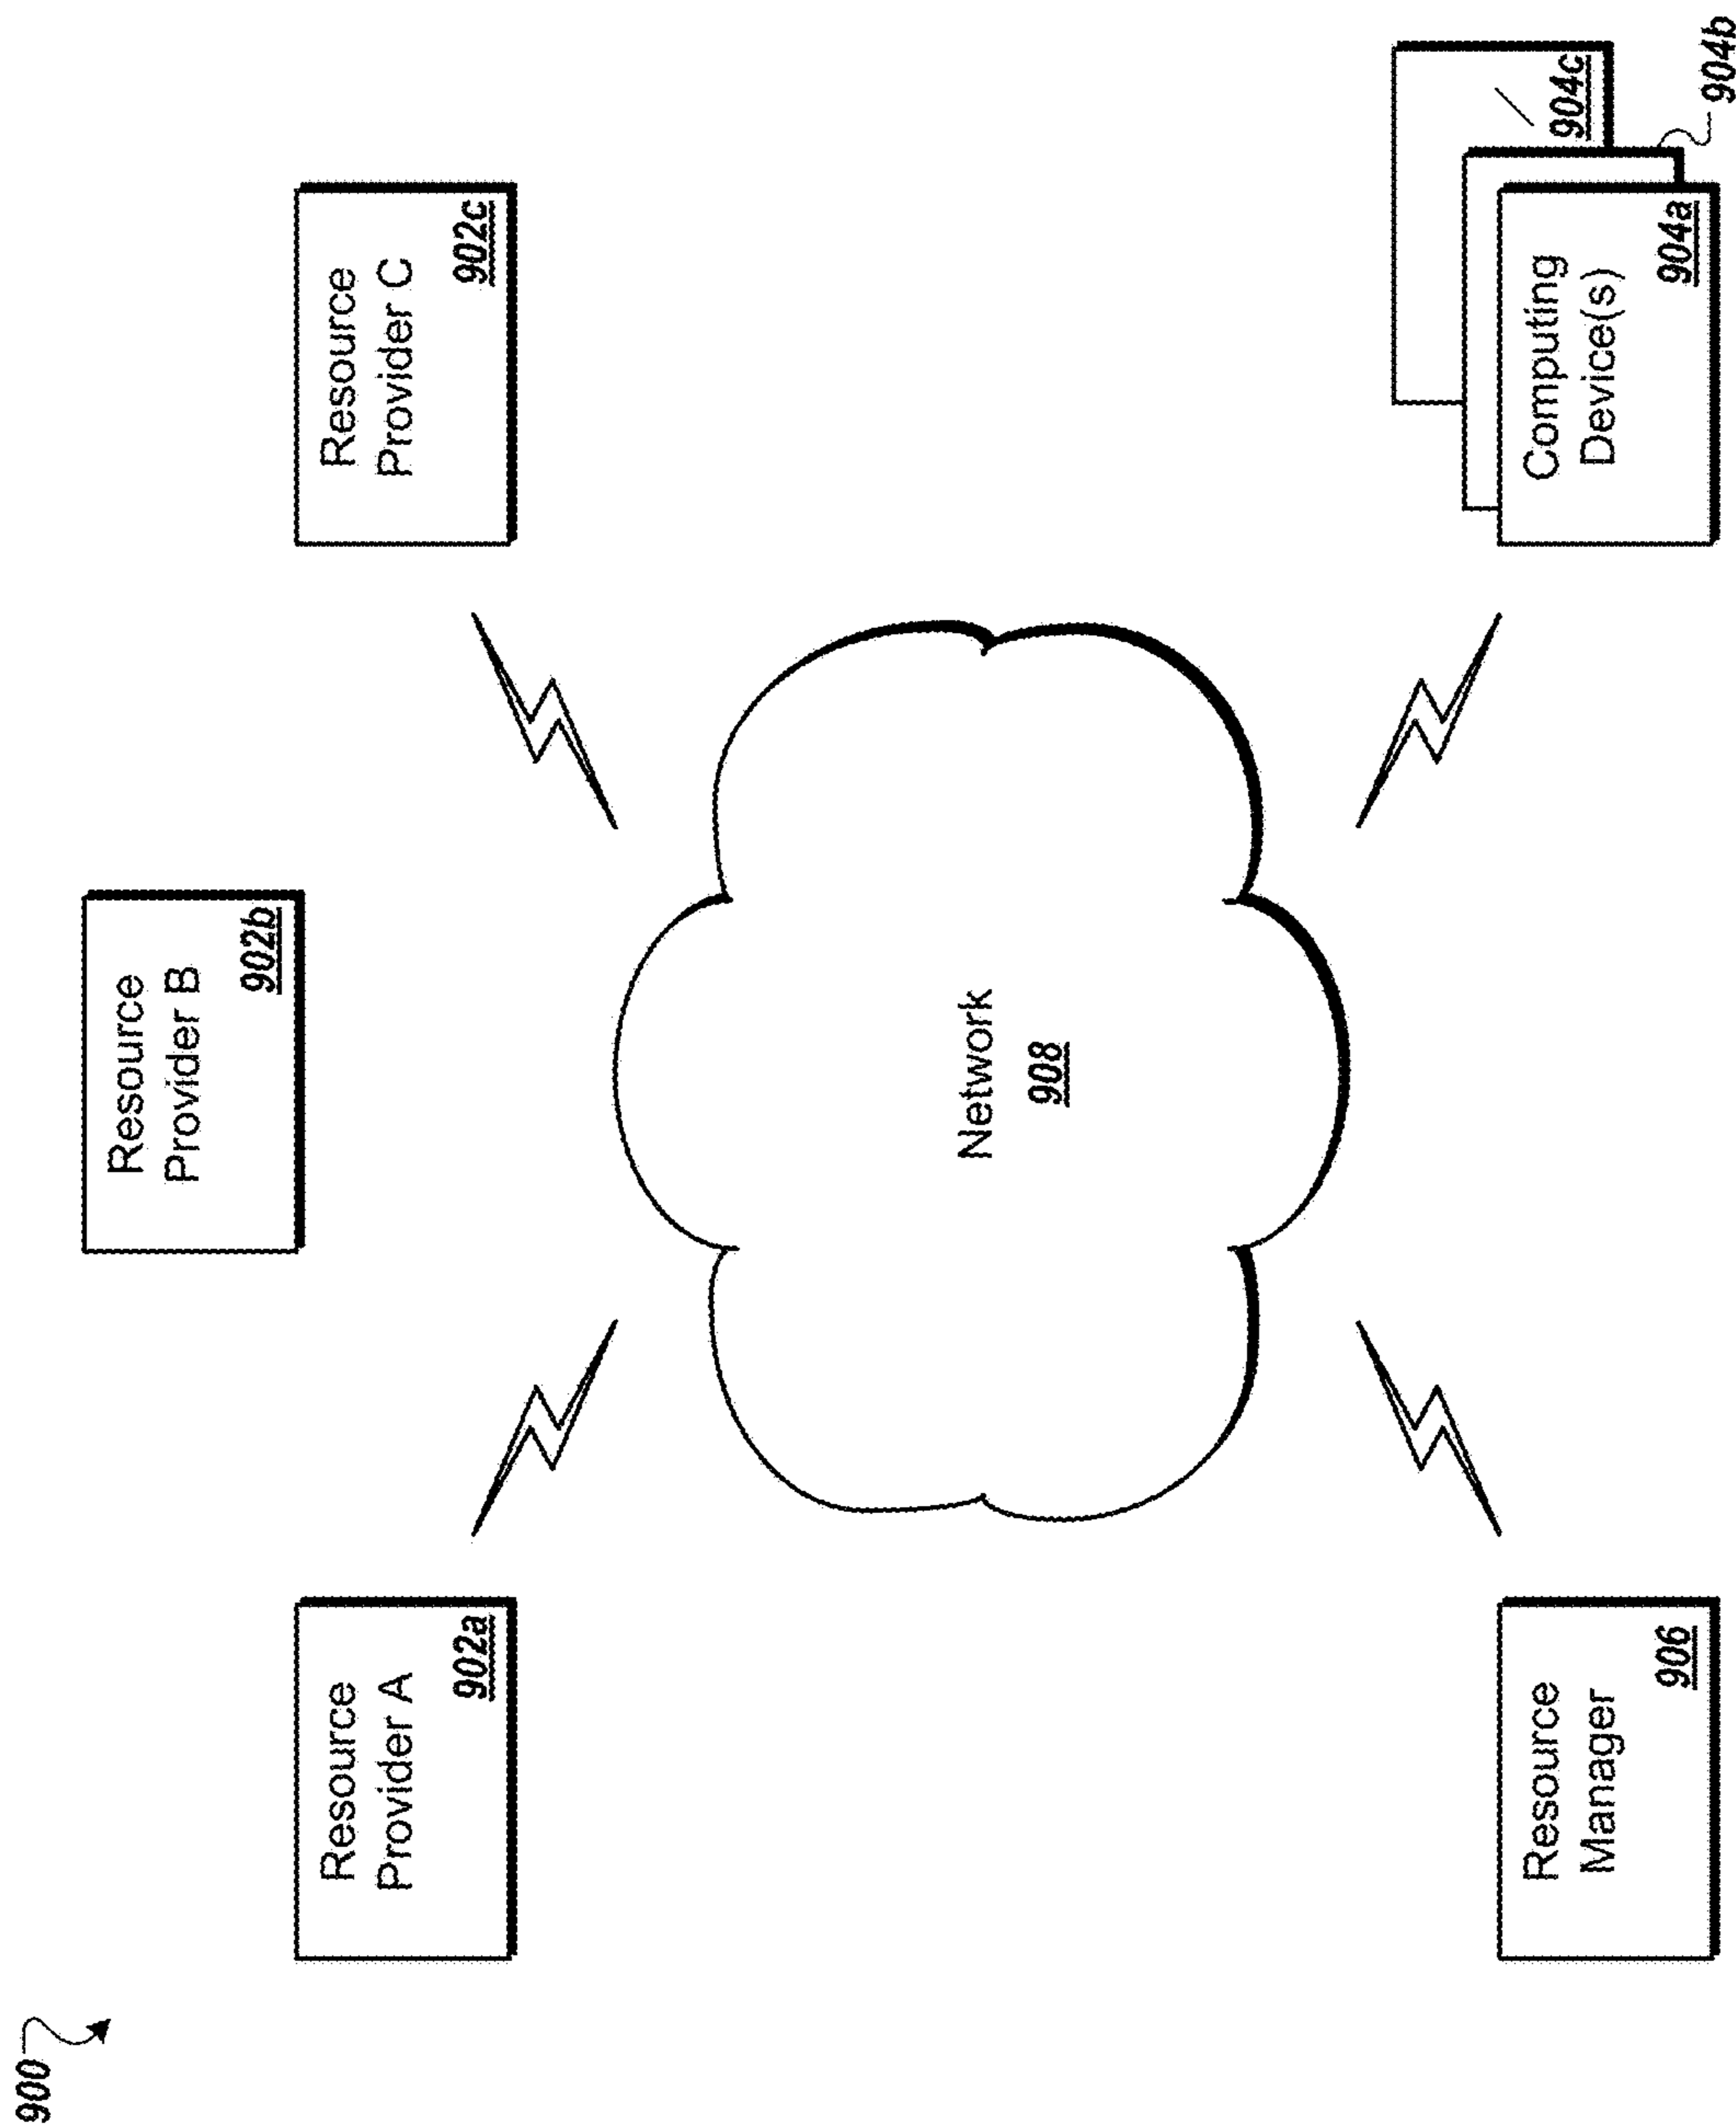 900
Resource
Provider B
902b
Resource
Provider A
902a
Resource
Provider C
902c
Network
908
904c
Resource
Manager
906
Computing
Device(s)
904a
904b